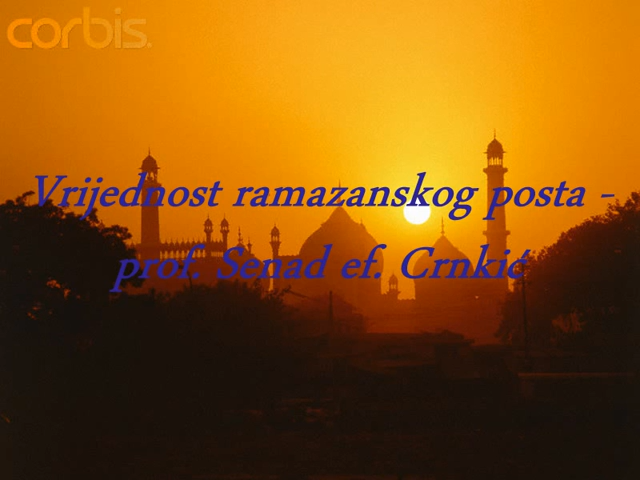 corbis.
Vrijednost ramazanskog posta -
prof. Senad ef. Crnkić